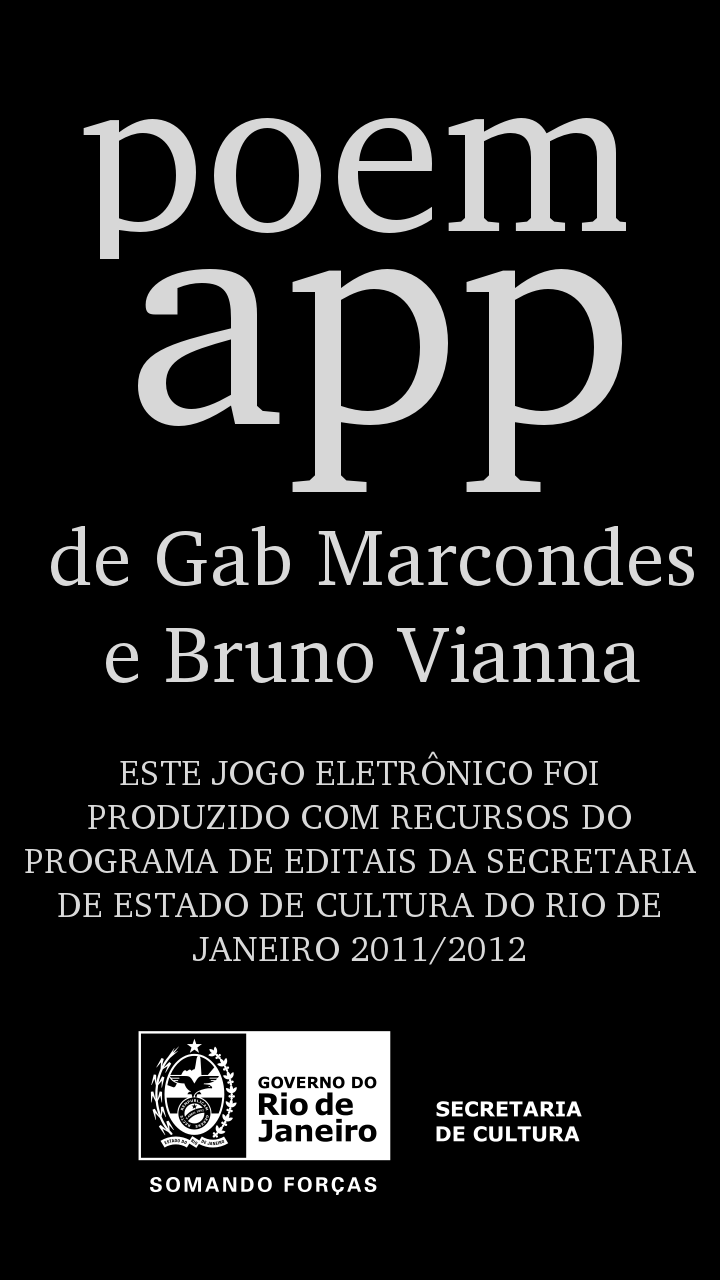 poem
app
de Gab Marcondes
e Bruno Vianna
ESTE JOGO ELETRÔNICO FOI
PRODUZIDO COM RECURSOS DO
PROGRAMA DE EDITAIS DA SECRETARIA
DE ESTADO DE CULTURA DO RIO DE
JANEIRO 2011/2012
GOVERNO DO
Rio de
Janeiro
SOMANDO FORÇAS
SECRETARIA
DE CULTURA